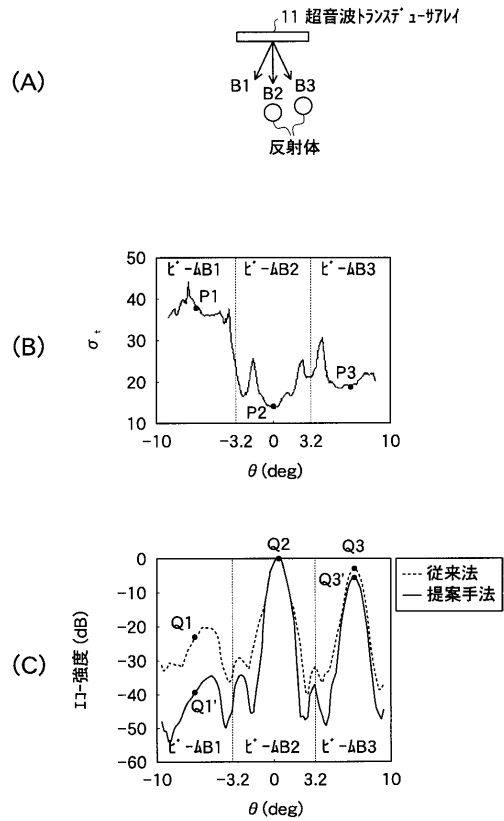 11 超音波トランスデューサアレイ
(A)
B1
B2
B3
反射体
(B)
50
40
30
20
10
σt
ビームB1
ビームB2
ビームB3
P1
P2
P3
-10
-3.2
0
3.2
10
θ(deg)
(C)
Q2
Q3
0
-10
-20
-30
-40
-50
-60
エコー強度(dB)
Q1
Q3'
Q1'
従来法
提案手法
ビームB1
ビームB2
ビームB3
-10
-3.2
0
3.2
10
θ(deg)